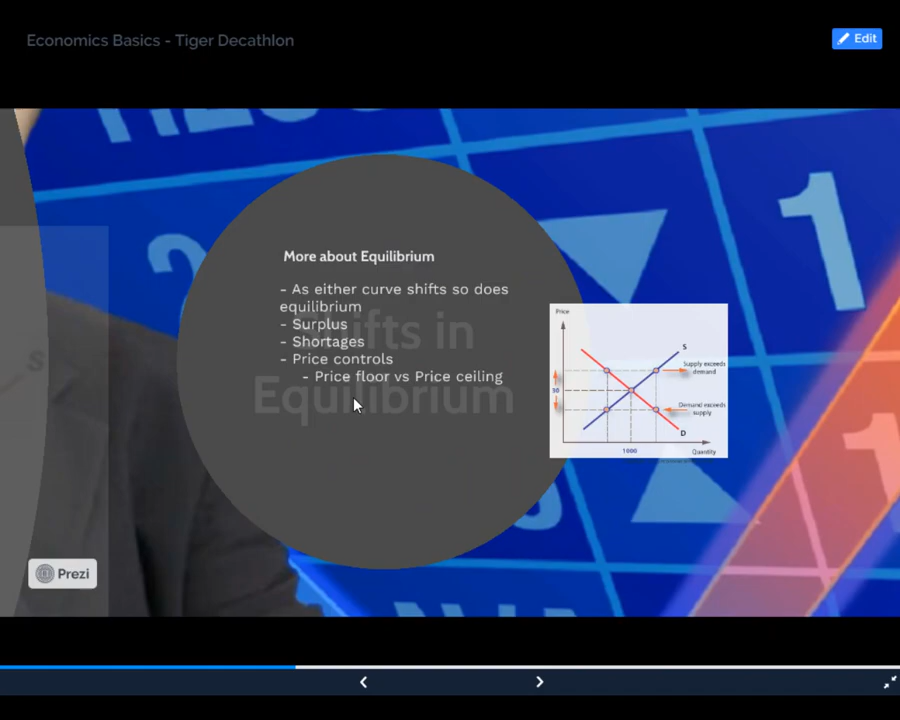 Economics Basics - Tiger Decathlon
Edit
More about Equilibrium
- As either curve shifts so does
equilibrium
- Surplus
- Shortages
- Price controls
- Price floor vs Price ceiling
Shifts in
Equilibrium
Price
S
Supply exceeds
demand
50
Demand exceeds
supply
D
1000
Quantity
1
Prezi